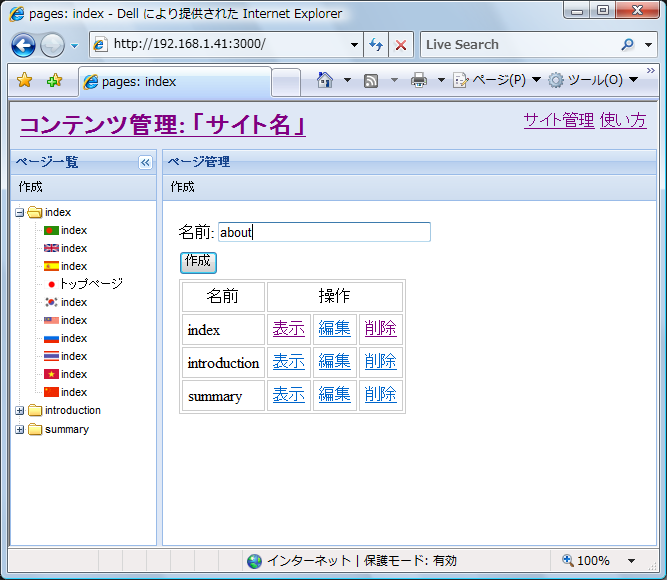 pages: index - Dell により提供された Internet Explorer
http://192.168.1.41:3000/
Live Search
pages: index
ページ(P)
ツール(O)
コンテンツ管理: 「サイト名」
サイト管理 使い方
ページ一覧
作成
index
index
index
index
トップページ
index
index
index
index
index
index
introduction
summary
ページ管理
作成
名前: about
作成
名前 操作
index 表示 編集 削除
introduction 表示 編集 削除
summary 表示 編集 削除
インターネット | 保護モード: 有効
100%